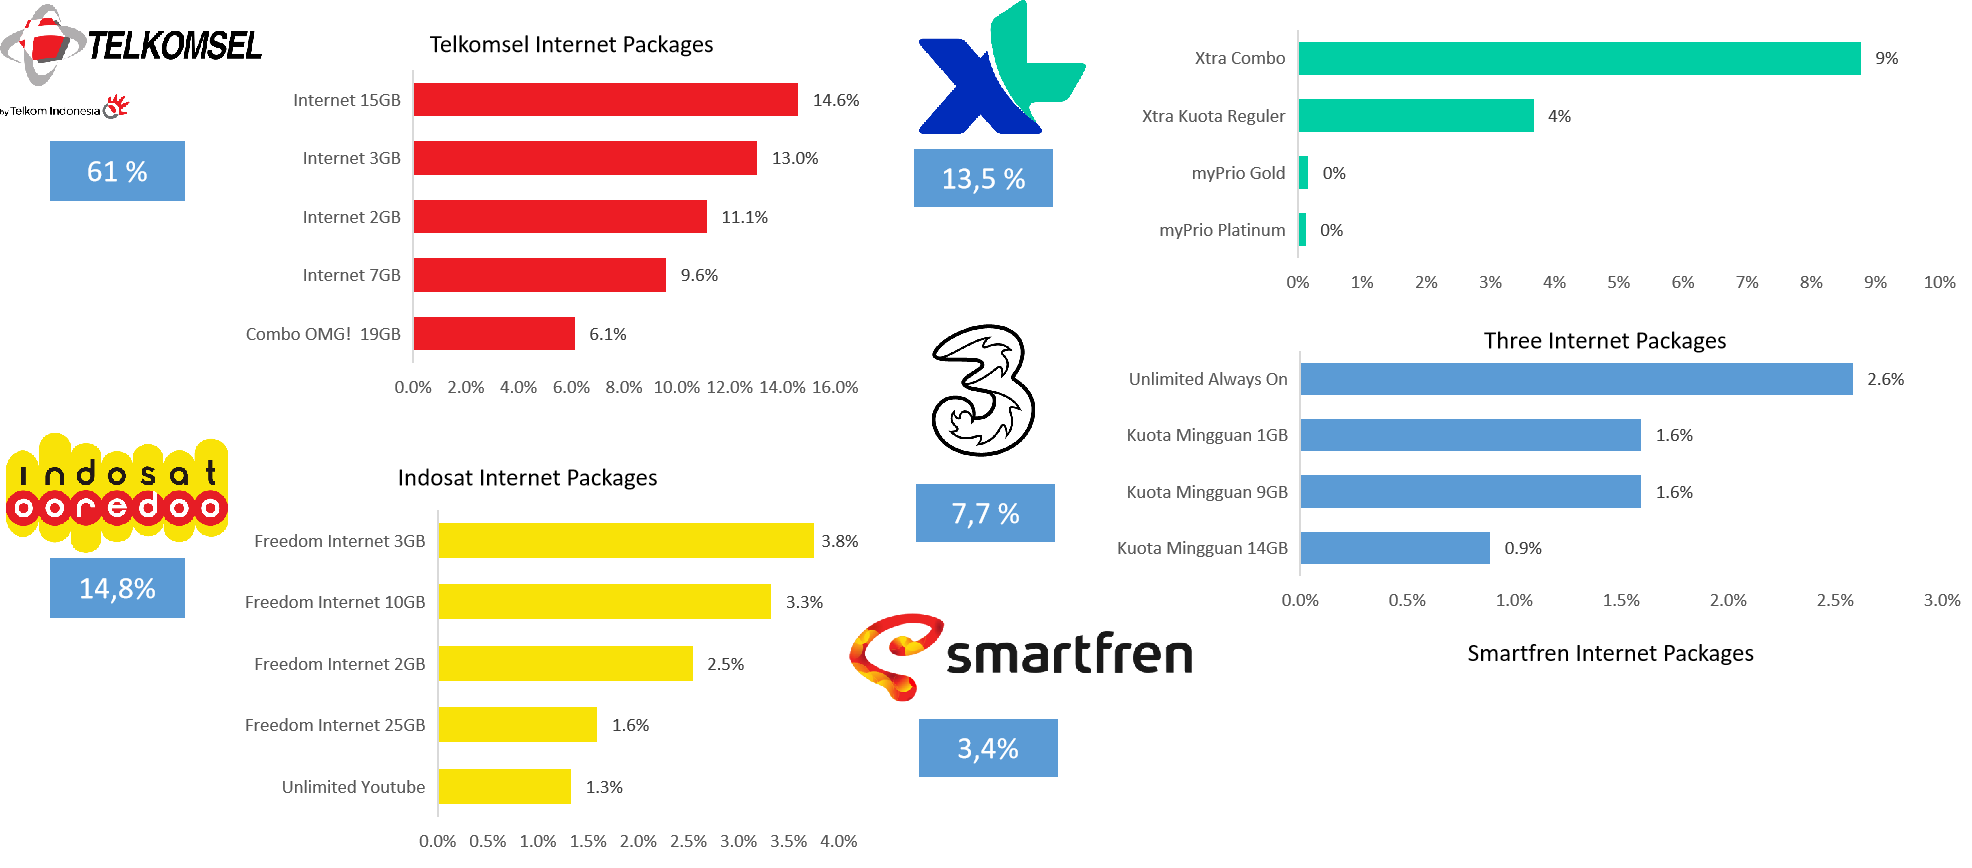 TELKOMSEL
by Telkom Indonesia
61 %
Telkomsel Internet Packages
Internet 15GB 14.6%
Internet 3GB 13.0%
Internet 2GB 11.1%
Internet 7GB 9.6%
Combo OMG! 19GB 6.1%
0.0% 2.0% 4.0% 6.0% 8.0% 10.0% 12.0% 14.0% 16.0%
indosat
ooredoo
14,8%
Indosat Internet Packages
Freedom Internet 3GB 3.8%
Freedom Internet 10GB 3.3%
Freedom Internet 2GB 2.5%
Freedom Internet 25GB 1.6%
Unlimited Youtube 1.3%
0.0% 0.5% 1.0% 1.5% 2.0% 2.5% 3.0% 3.5% 4.0%
XL
13,5 %
Xtra Combo 9%
Xtra Kuota Reguler 4%
myPrio Gold 0%
myPrio Platinum 0%
0% 1% 2% 3% 4% 5% 6% 7% 8% 9% 10%
3
7,7 %
Three Internet Packages
Unlimited Always On 2.6%
Kuota Mingguan 1GB 1.6%
Kuota Mingguan 9GB 1.6%
Kuota Mingguan 14GB 0.9%
0.0% 0.5% 1.0% 1.5% 2.0% 2.5% 3.0%
smartfren
3,4%
Smartfren Internet Packages